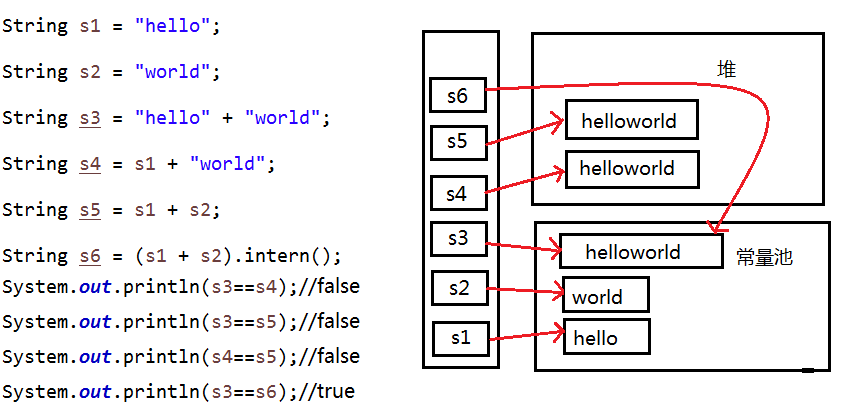 String s1 = "hello";
String s2 = "world";
String s3 = "hello" + "world";
String s4 = s1 + "world";
String s5 = s1 + s2;
String s6 = (s1 + s2).intern();
System.out.println(s3==s4);//false
System.out.println(s3==s5);//false
System.out.println(s4==s5);//false
System.out.println(s3==s6);//true
堆
s6
s5
helloworld
s4
helloworld
s3
helloworld
常量池
s2
world
s1
hello